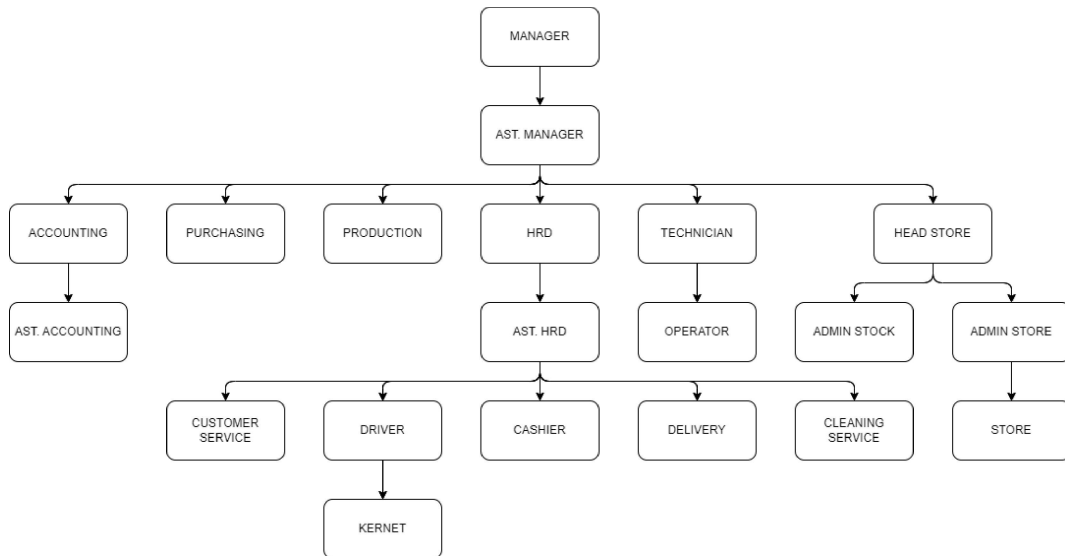 MANAGER
AST. MANAGER
ACCOUNTING
PURCHASING
PRODUCTION
HRD
TECHNICIAN
HEAD STORE
AST. ACCOUNTING
AST. HRD
OPERATOR
ADMIN STOCK
ADMIN STORE
CUSTOMER
SERVICE
DRIVER
CASHIER
DELIVERY
CLEANING
SERVICE
STORE
KERNET